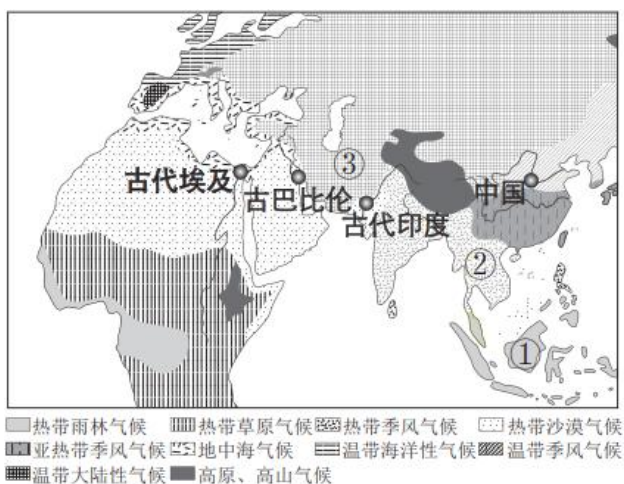 ③
古代埃及
古巴比伦
中国
古代印度
②
①
热带雨林气候 热带草原气候 热带季风气候 热带沙漠气候
亚热带季风气候 地中海气候 温带海洋性气候 温带季风气候
温带大陆性气候 高原、高山气候